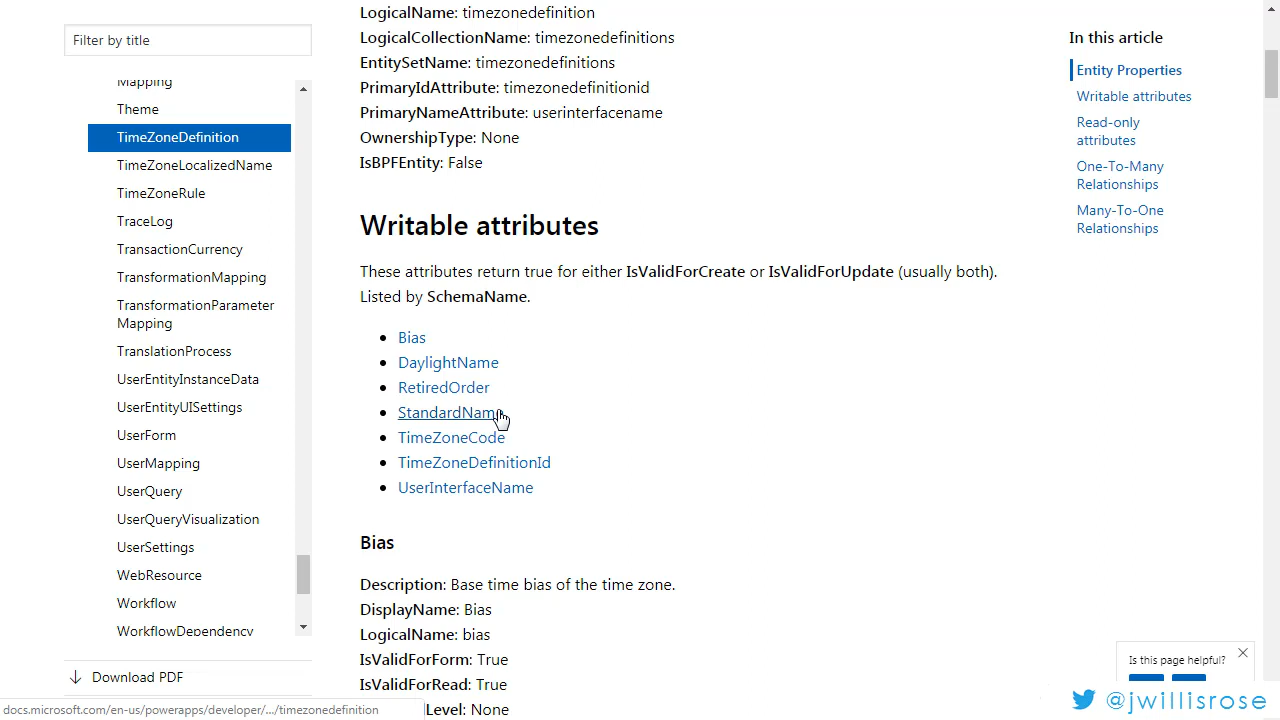 Filter by title
Mapping
Theme
TimeZoneDefinition
TimeZoneLocalizedName
TimeZoneRule
TraceLog
TransactionCurrency
TransformationMapping
TransformationParameter
Mapping
TranslationProcess
UserEntityInstanceData
UserEntityUISettings
UserForm
UserMapping
UserQuery
UserQueryVisualization
UserSettings
WebResource
Workflow
WorkflowDependency
Download PDF
docs.microsoft.com/en-us/powerapps/developer/.../timezonedefinition
LogicalName: timezonedefinition
LogicalCollectionName: timezonedefinitions
EntitySetName: timezonedefinitions
PrimaryIdAttribute: timezonedefinitionid
PrimaryNameAttribute: userinterfacename
OwnershipType: None
IsBPFEntity: False
Writable attributes
These attributes return true for either IsValidForCreate or IsValidForUpdate (usually both).
Listed by SchemaName.
Bias
DaylightName
RetiredOrder
StandardName
TimeZoneCode
TimeZoneDefinitionId
UserInterfaceName
Bias
Description: Base time bias of the time zone.
DisplayName: Bias
LogicalName: bias
IsValidForForm: True
IsValidForRead: True
Level: None
In this article
Entity Properties
Writable attributes
Read-only
attributes
One-To-Many
Relationships
Many-To-One
Relationships
Is this page helpful?
@jwillisrose